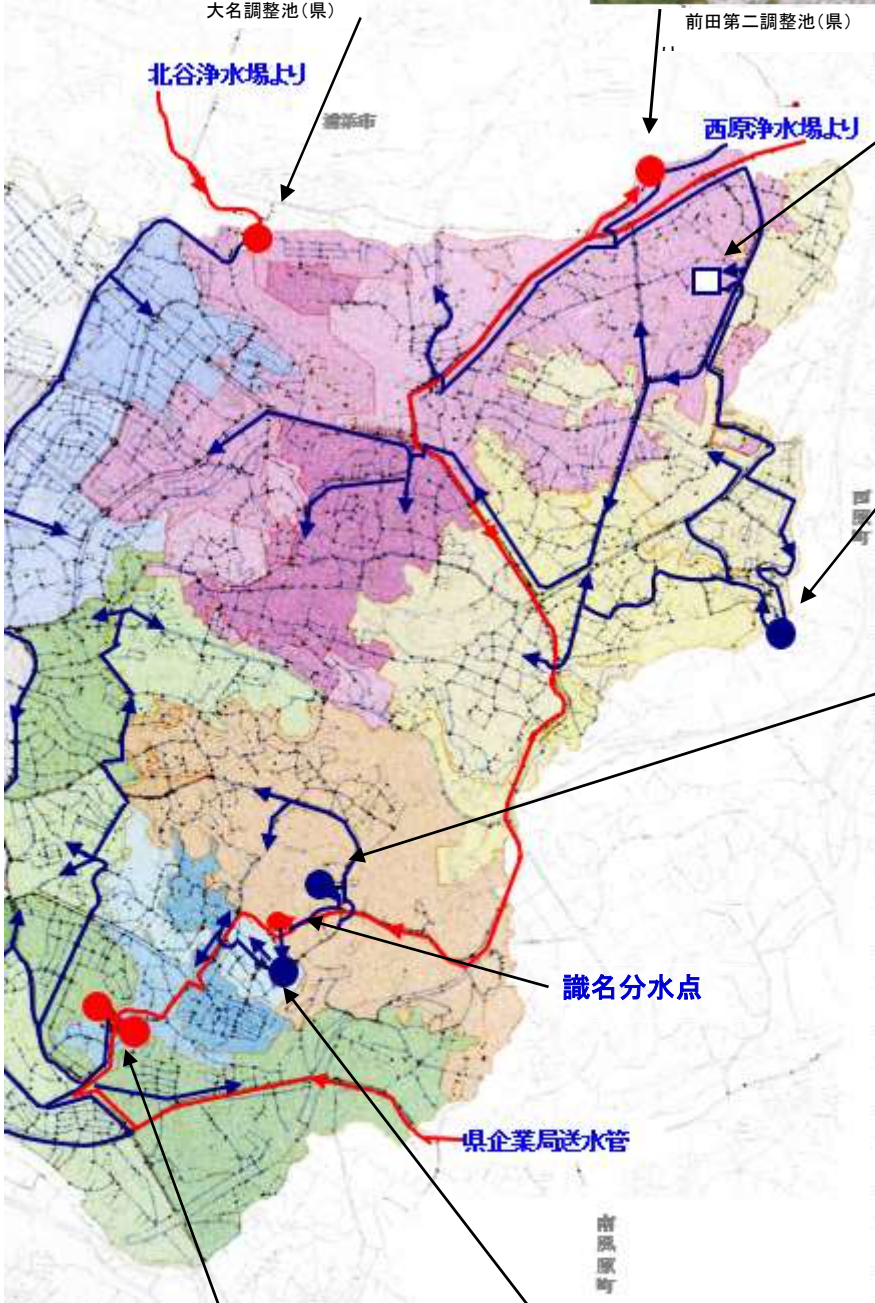 大名調整池(県)
前田第二調整池(県)
北谷浄水場より
浦添市
西原浄水場より
西原町
識名分水点
県企業局送水管
南風原町